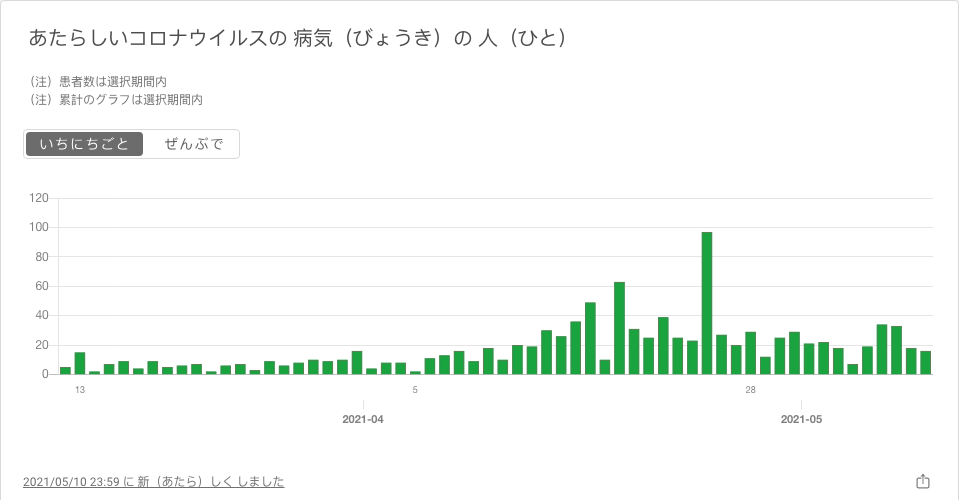 あたらしいコロナウイルスの 病気（びょうき）の 人（ひと）
（注）患者数は選択期間内
（注）累計のグラフは選択期間内
いちにちごと ぜんぶで
120
100
80
60
40
20
0
13 5 28
2021-04 2021-05
2021/05/10 23:59 に 新（あたら）しく しました